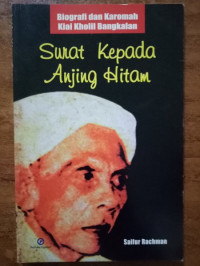 Biografi dan Karomah
Kiai Kholil Bangkalan
Surat Kepada
Anjing Hitam
Saifur Rachman